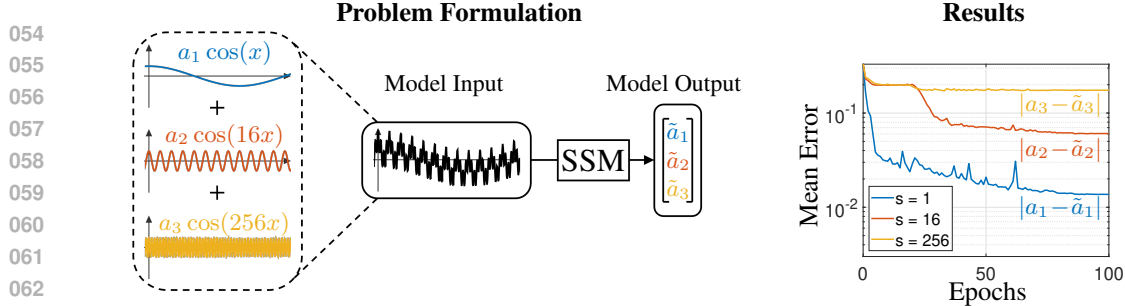 054
055
056
057
058
059
060
061
062
Problem Formulation
a₁ cos(x)
+
a₂ cos(16x)
+
a₃ cos(256x)
Model Input
SSM
Model Output
ã₁
ã₂
ã₃
Results
Mean Error
10⁻¹
10⁻²
|a₃ − ã₃|
|a₂ − ã₂|
|a₁ − ã₁|
s = 1
s = 16
s = 256
0 50 100
Epochs